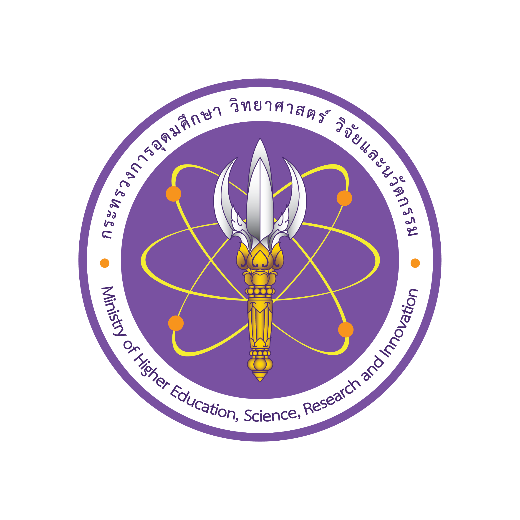 กระทรวงการอุดมศึกษา วิทยาศาสตร์ วิจัยและนวัตกรรม
Ministry of Higher Education, Science, Research and Innovation